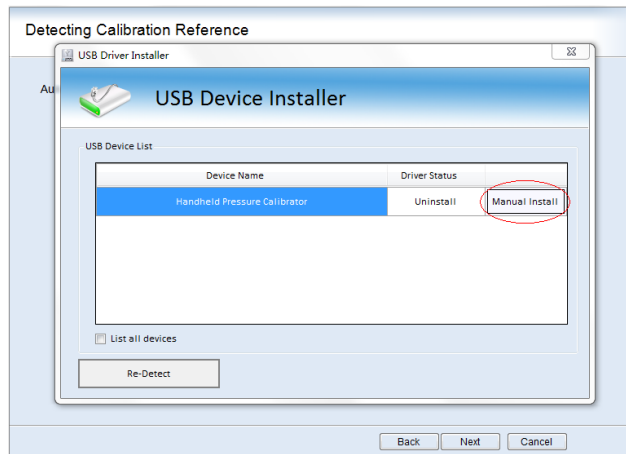 Detecting Calibration Reference
USB Driver Installer
Au
USB Device Installer
USB Device List
Device Name Driver Status
Handheld Pressure Calibrator Uninstall Manual Install
List all devices
Re-Detect
Back Next Cancel